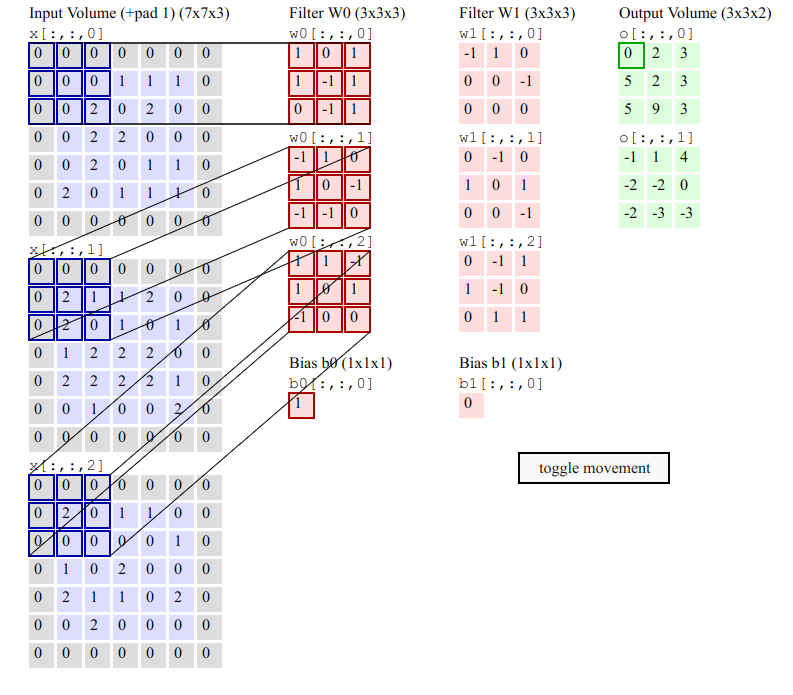 Input Volume (+pad 1) (7x7x3)
x[:,:,0]
0 0 0 0 0 0 0
0 0 0 1 1 1 0
0 0 2 0 2 0 0
0 0 2 2 0 0 0
0 0 2 0 1 1 0
0 2 0 1 1 1 0
0 0 0 0 0 0 0
x[:,:,1]
0 0 0 0 0 0 0
0 2 1 1 2 0 0
0 2 0 1 0 1 0
0 1 2 2 2 0 0
0 2 2 2 2 1 0
0 0 1 0 0 2 0
0 0 0 0 0 0 0
x[:,:,2]
0 0 0 0 0 0 0
0 2 0 1 1 0 0
0 0 0 0 0 1 0
0 1 0 2 0 0 0
0 2 1 1 0 2 0
0 0 2 0 0 0 0
0 0 0 0 0 0 0
Filter W0 (3x3x3)
w0[:,:,0]
1 0 1
1 -1 1
0 -1 1
w0[:,:,1]
-1 1 0
1 0 -1
-1 -1 0
w0[:,:,2]
1 1 -1
1 0 1
-1 0 0
Bias b0 (1x1x1)
b0[:,:,0]
1
Filter W1 (3x3x3)
w1[:,:,0]
-1 1 0
0 0 -1
0 0 0
w1[:,:,1]
0 -1 0
1 0 1
0 0 -1
w1[:,:,2]
0 -1 1
1 -1 0
0 1 1
Bias b1 (1x1x1)
b1[:,:,0]
0
Output Volume (3x3x2)
o[:,:,0]
0 2 3
5 2 3
5 9 3
o[:,:,1]
-1 1 4
-2 -2 0
-2 -3 -3
toggle movement